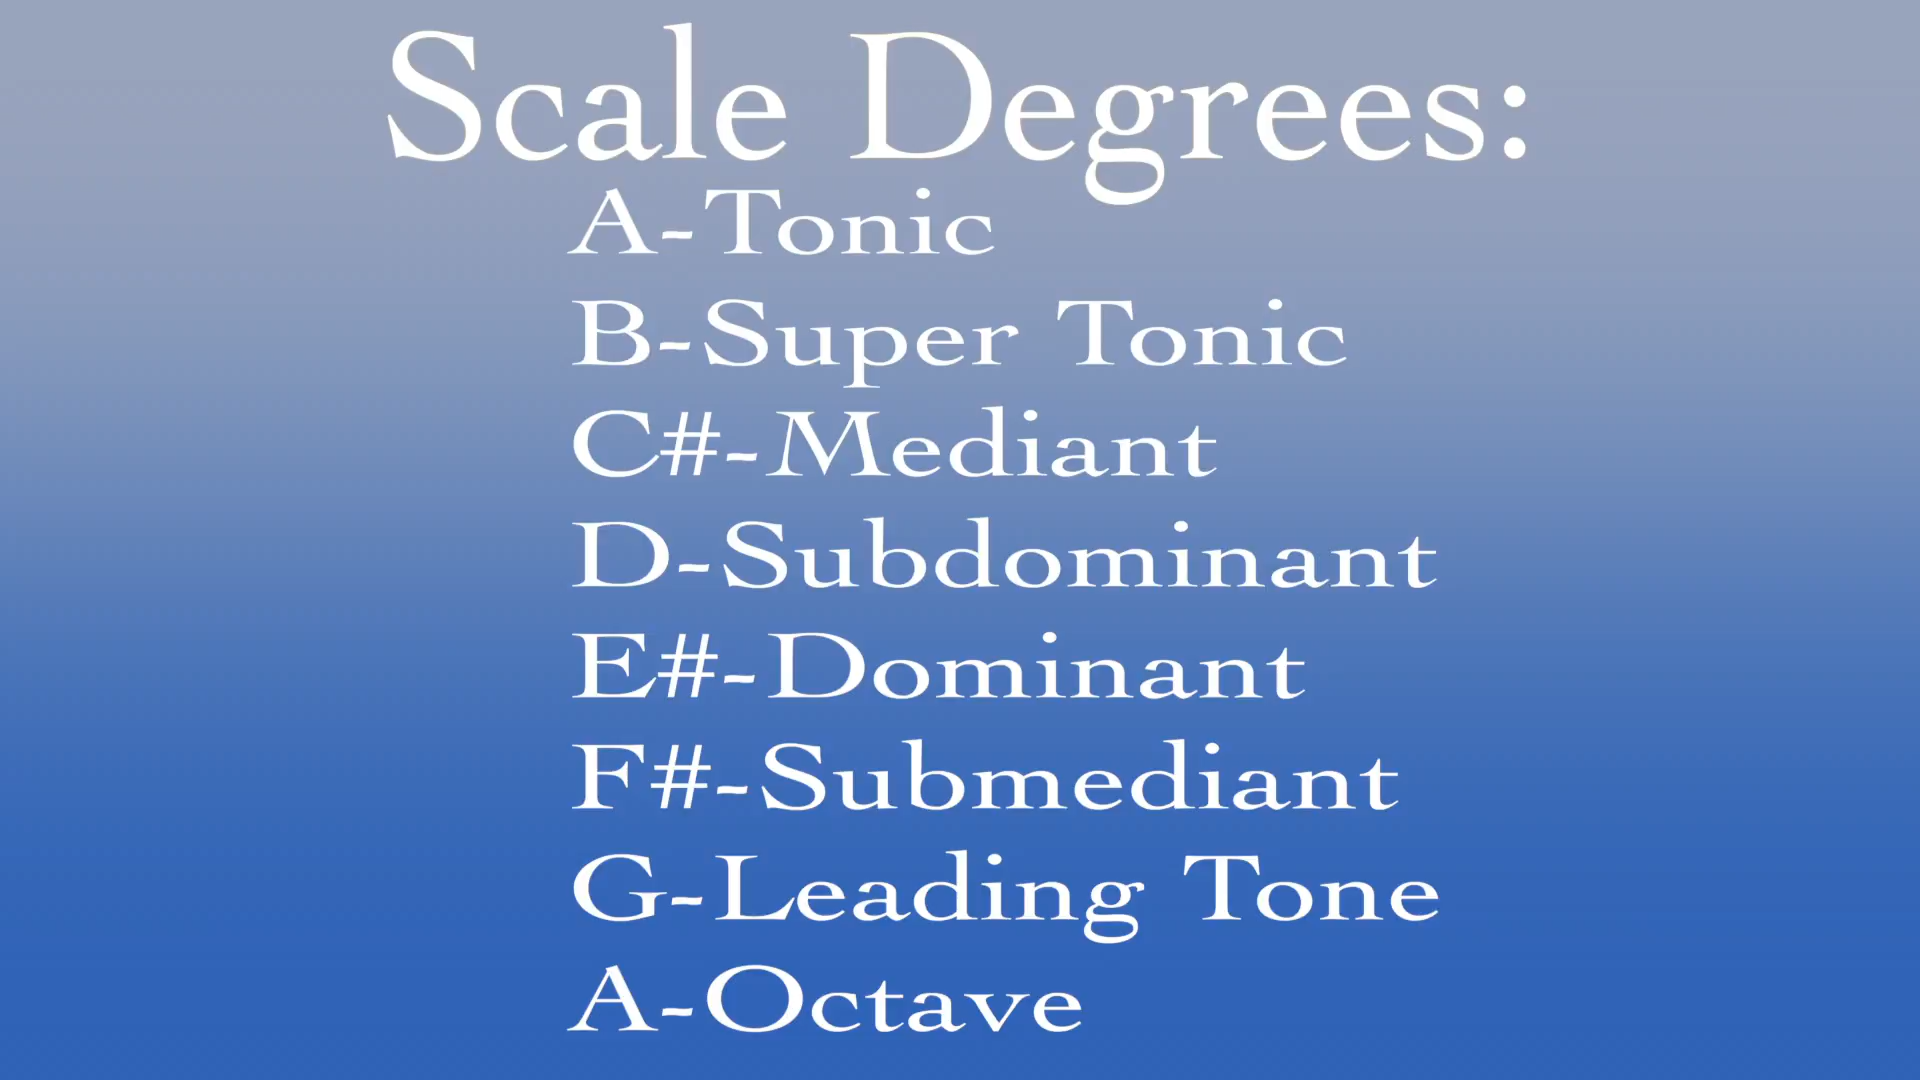 Scale Degrees:
A-Tonic
B-Super Tonic
C#-Mediant
D-Subdominant
E#-Dominant
F#-Submediant
G-Leading Tone
A-Octave